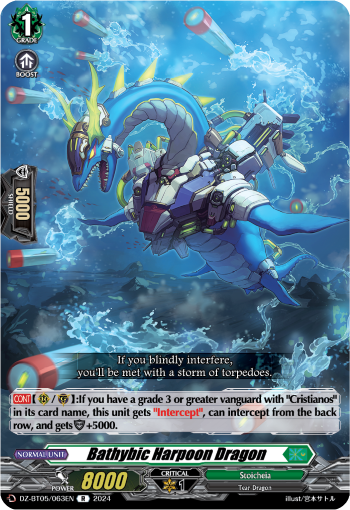 1
GRADE
BOOST
5000
SHIELD
If you blindly interfere,
you'll be met with a storm of torpedoes.
CONT【 / 】:If you have a grade 3 or greater vanguard with "Cristianos"
in its card name, this unit gets "Intercept", can intercept from the back
row, and gets +5000.
NORMAL UNIT
Bathybic Harpoon Dragon
POWER
8000
CRITICAL
1
Stoicheia
Tear Dragon
DZ-BT05/063EN R 2024
illust/宮本サトル